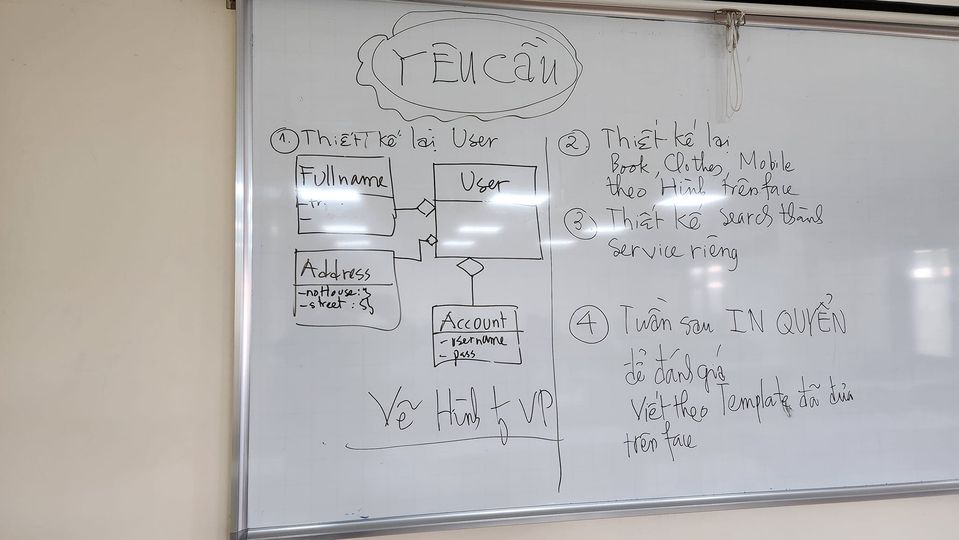 YÊU CẦU
1. Thiết kế lại User
Fullname
User
Address
- noHouse:
- street:
Account
- username
- pass
Vẽ Hình VP
2. Thiết kế lại
Book, Clothes, Mobile
theo Hình trên face
3 Thiết kế search thành
service riêng
4 Tuần sau IN QUYỂN
để đánh giá
Viết theo Template đã đưa
trên face